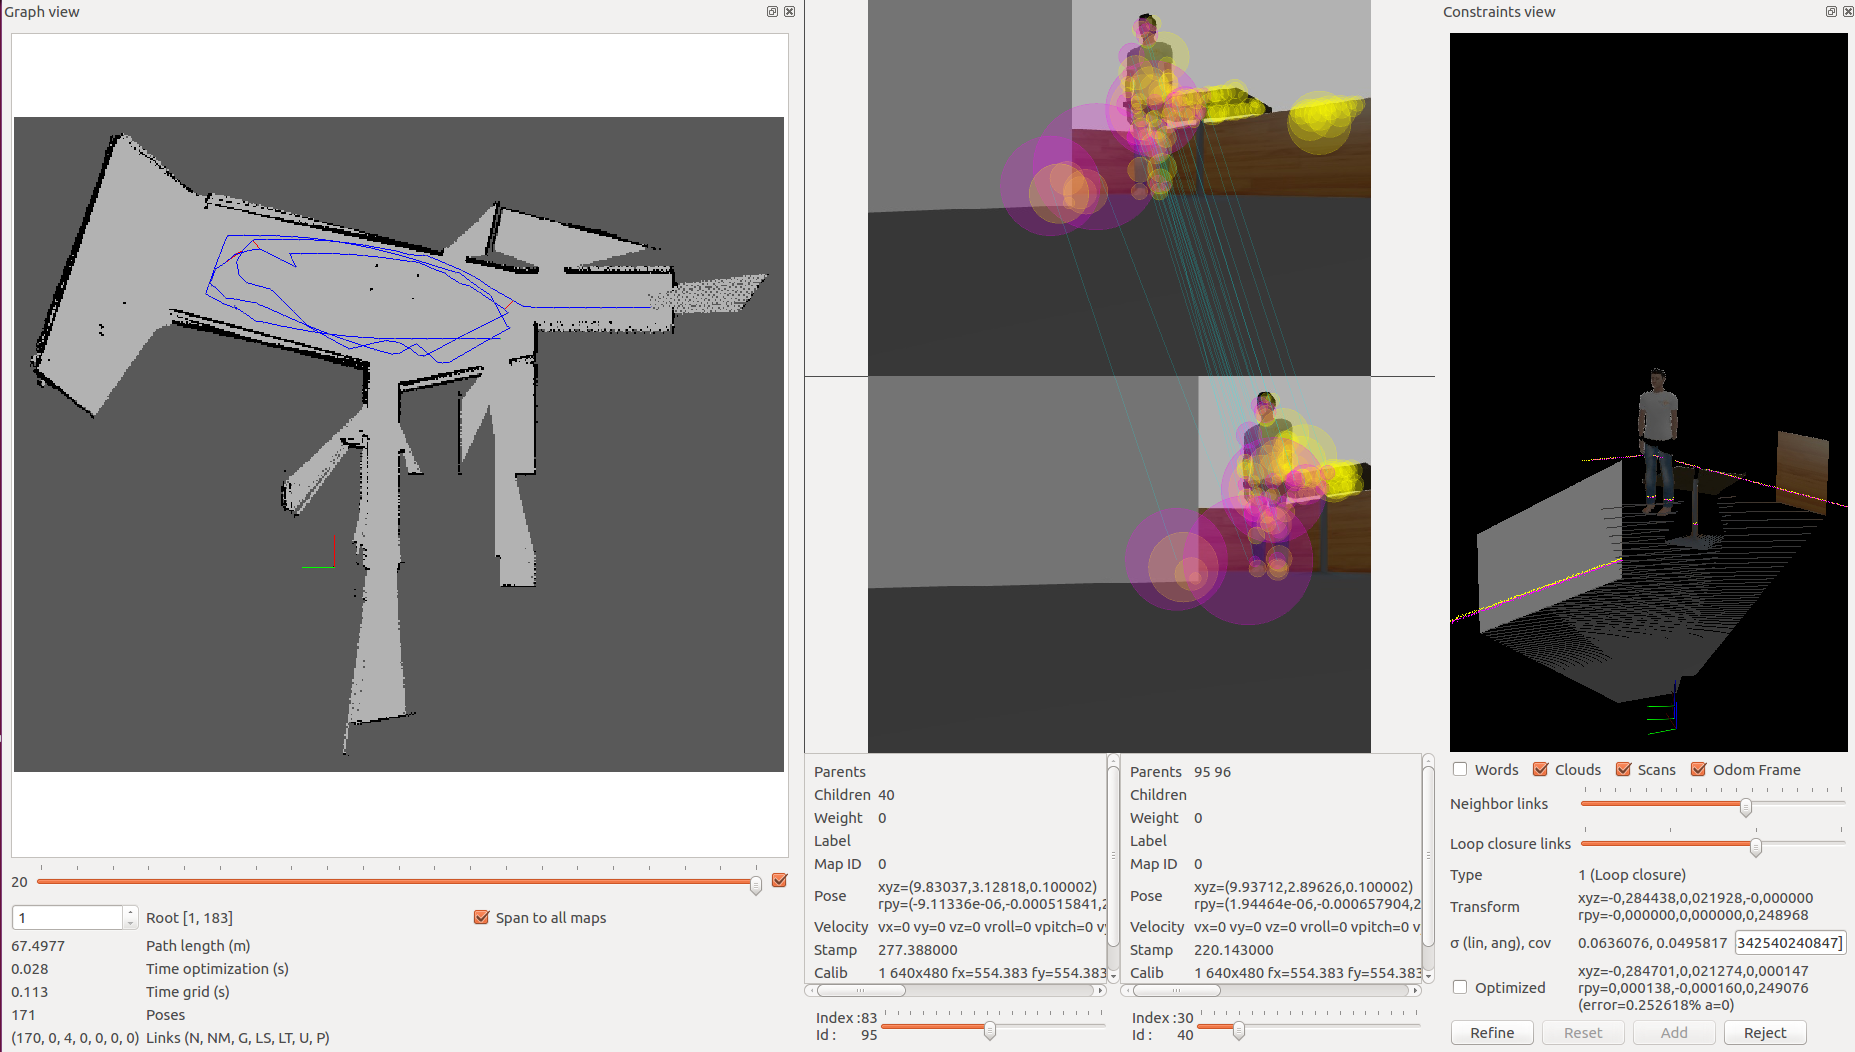 Graph view
20
1
Root [1, 183]
Span to all maps
67.4977 Path length (m)
0.028 Time optimization (s)
0.113 Time grid (s)
171 Poses
(170, 0, 4, 0, 0, 0, 0) Links (N, NM, G, LS, LT, U, P)
Parents
Children 40
Weight 0
Label
Map ID 0
Pose xyz=(9.83037,3.12818,0.100002)
rpy=(-9.11336e-06,-0.000515841,2
Velocity vx=0 vy=0 vz=0 vroll=0 vpitch=0 vy
Stamp 277.388000
Calib 1 640x480 fx=554.383 fy=554.383
Index :83
Id : 95
Parents 95 96
Children
Weight 0
Label
Map ID 0
Pose xyz=(9.93712,2.89626,0.100002)
rpy=(1.94464e-06,-0.000657904,2
Velocity vx=0 vy=0 vz=0 vroll=0 vpitch=0 v
Stamp 220.143000
Calib 1 640x480 fx=554.383 fy=554.383
Index :30
Id : 40
Constraints view
Words Clouds Scans Odom Frame
Neighbor links
Loop closure links
Type 1 (Loop closure)
Transform xyz=-0,284438,0,021928,-0,000000
rpy=-0,000000,0,000000,0,248968
σ (lin, ang), cov 0.0636076, 0.0495817 342540240847]
Optimized xyz=-0,284701,0,021274,0,000147
rpy=0,000138,-0,000160,0,249076
(error=0.252618% a=0)
Refine Reset Add Reject